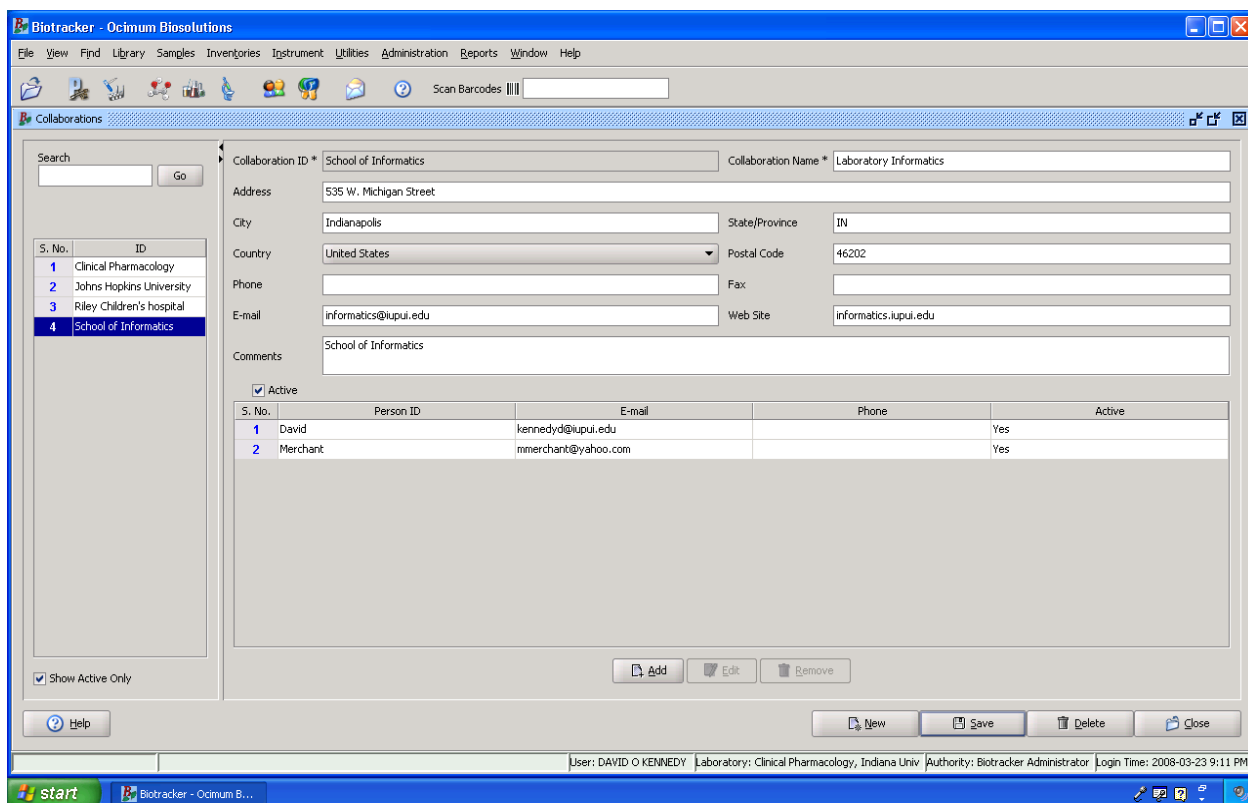 Biotracker - Ocimum Biosolutions
File View Find Library Samples Inventories Instrument Utilities Administration Reports Window Help
Scan Barcodes
Collaborations
Search
Go
S. No. ID
1 Clinical Pharmacology
2 Johns Hopkins University
3 Riley Children's hospital
4 School of Informatics
Show Active Only
Collaboration ID * School of Informatics Collaboration Name * Laboratory Informatics
Address 535 W. Michigan Street
City Indianapolis State/Province IN
Country United States Postal Code 46202
Phone Fax
E-mail informatics@iupui.edu Web Site informatics.iupui.edu
Comments School of Informatics
Active
S. No. Person ID E-mail Phone Active
1 David kennedyd@iupui.edu Yes
2 Merchant mmerchant@yahoo.com Yes
Add Edit Remove
Help New Save Delete Close
User: DAVID O KENNEDY Laboratory: Clinical Pharmacology, Indiana Univ Authority: Biotracker Administrator Login Time: 2008-03-23 9:11 PM
start Biotracker - Ocimum B...